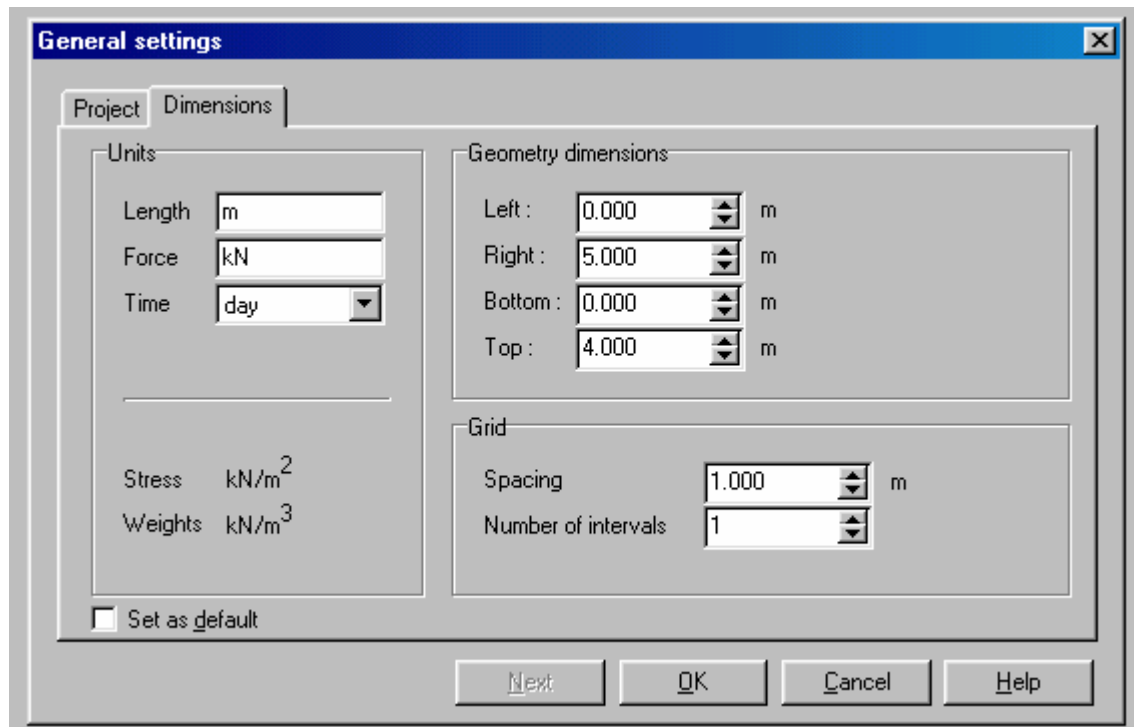 General settings
Project Dimensions
Units
Length m
Force kN
Time day
Stress kN/m²
Weights kN/m³
Set as default
Geometry dimensions
Left : 0.000 m
Right : 5.000 m
Bottom : 0.000 m
Top : 4.000 m
Grid
Spacing 1.000 m
Number of intervals 1
Next OK Cancel Help